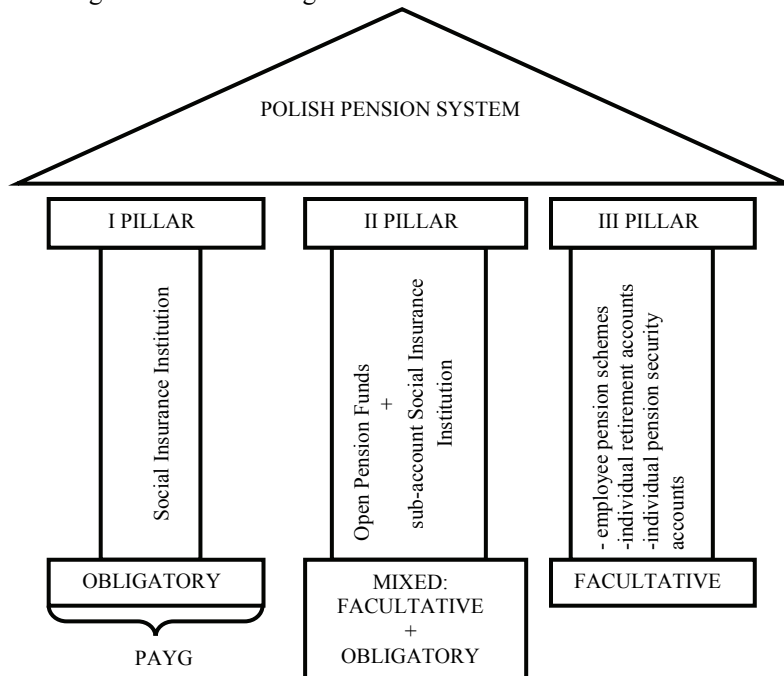 POLISH PENSION SYSTEM
I PILLAR
II PILLAR
III PILLAR
Social Insurance Institution
Open Pension Funds
+
sub-account Social Insurance
Institution
- employee pension schemes
-individual retirement accounts
-individual pension security
accounts
OBLIGATORY
MIXED:
FACULTATIVE
+
OBLIGATORY
FACULTATIVE
PAYG